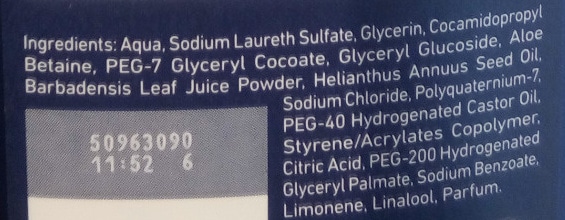 Ingredients: Aqua, Sodium Laureth Sulfate, Glycerin, Cocamidopropyl
Betaine, PEG-7 Glyceryl Cocoate, Glyceryl Glucoside, Aloe
Barbadensis Leaf Juice Powder, Helianthus Annuus Seed Oil,
Sodium Chloride, Polyquaternium-7,
PEG-40 Hydrogenated Castor Oil,
Styrene/Acrylates Copolymer,
Citric Acid, PEG-200 Hydrogenated
Glyceryl Palmate, Sodium Benzoate,
Limonene, Linalool, Parfum.
50963090
11:52 6